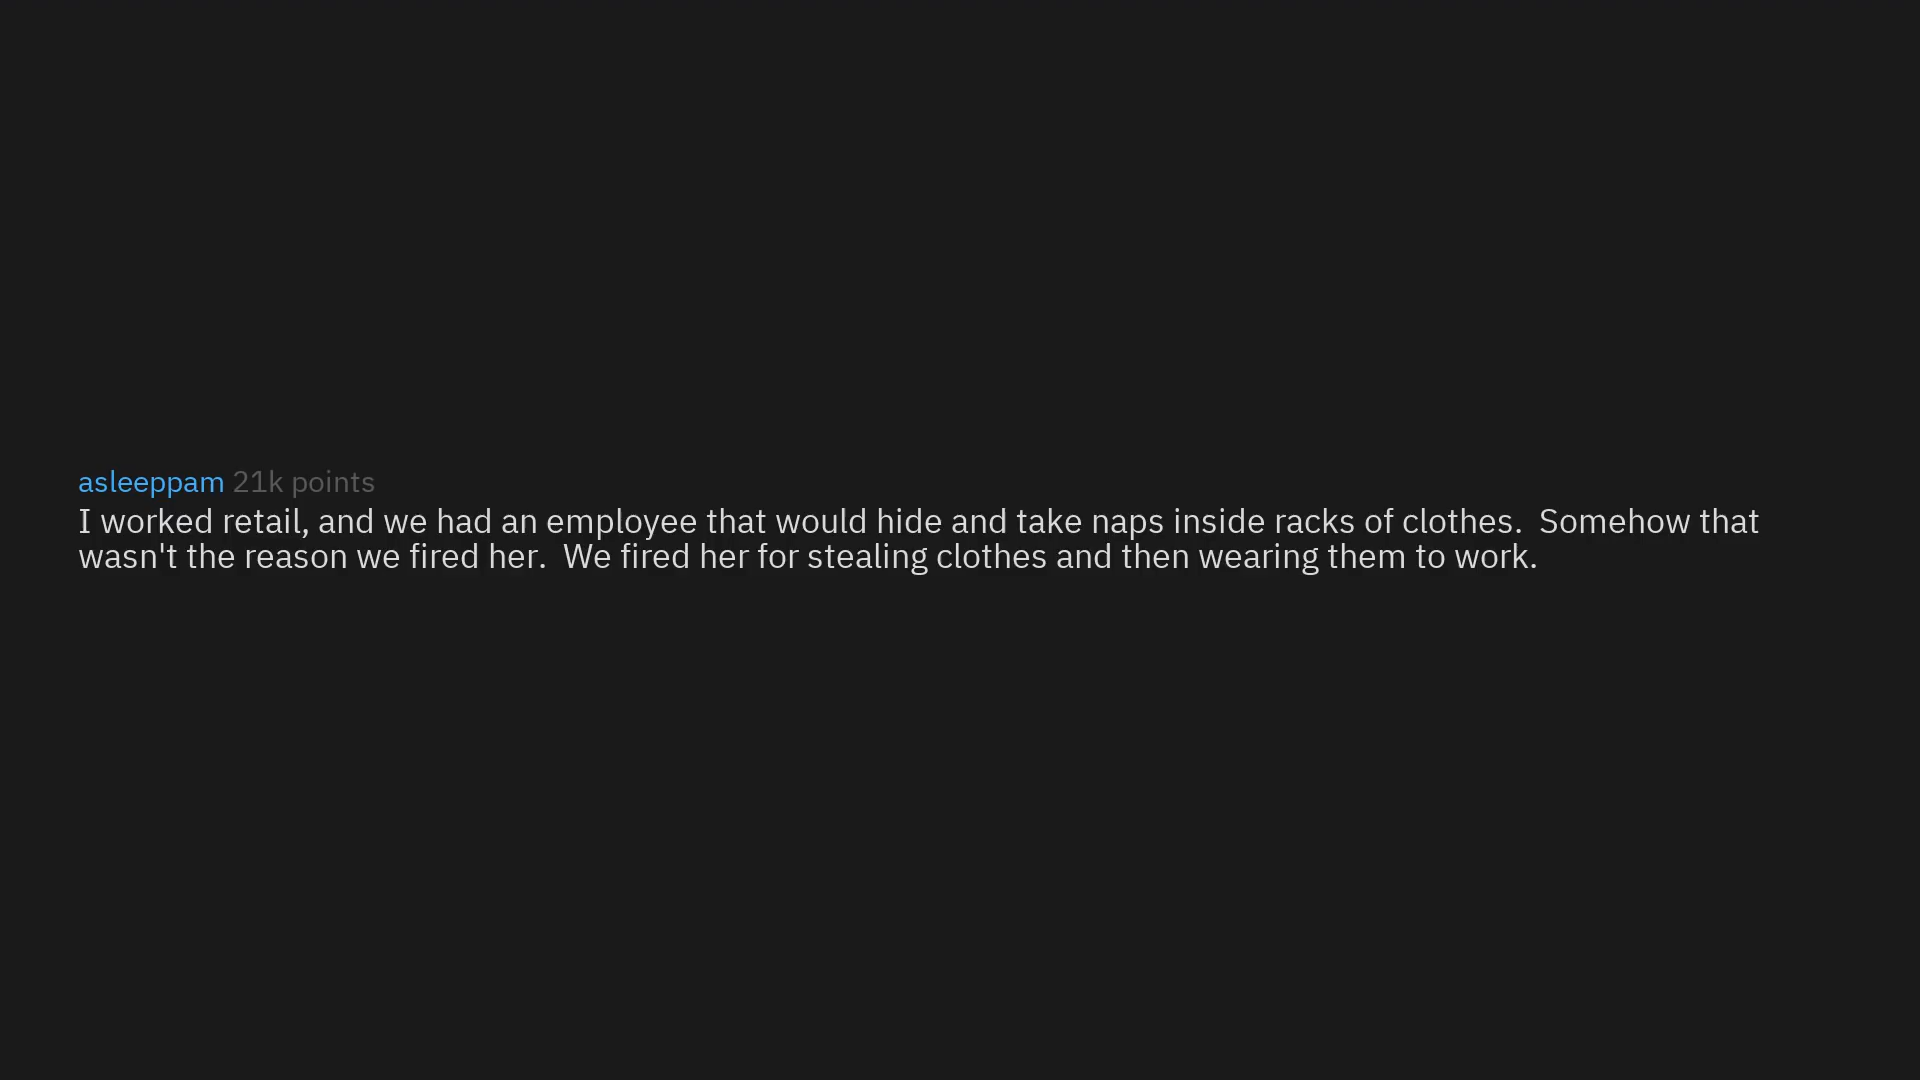 asleeppam 21k points
I worked retail, and we had an employee that would hide and take naps inside racks of clothes.  Somehow that
wasn't the reason we fired her.  We fired her for stealing clothes and then wearing them to work.